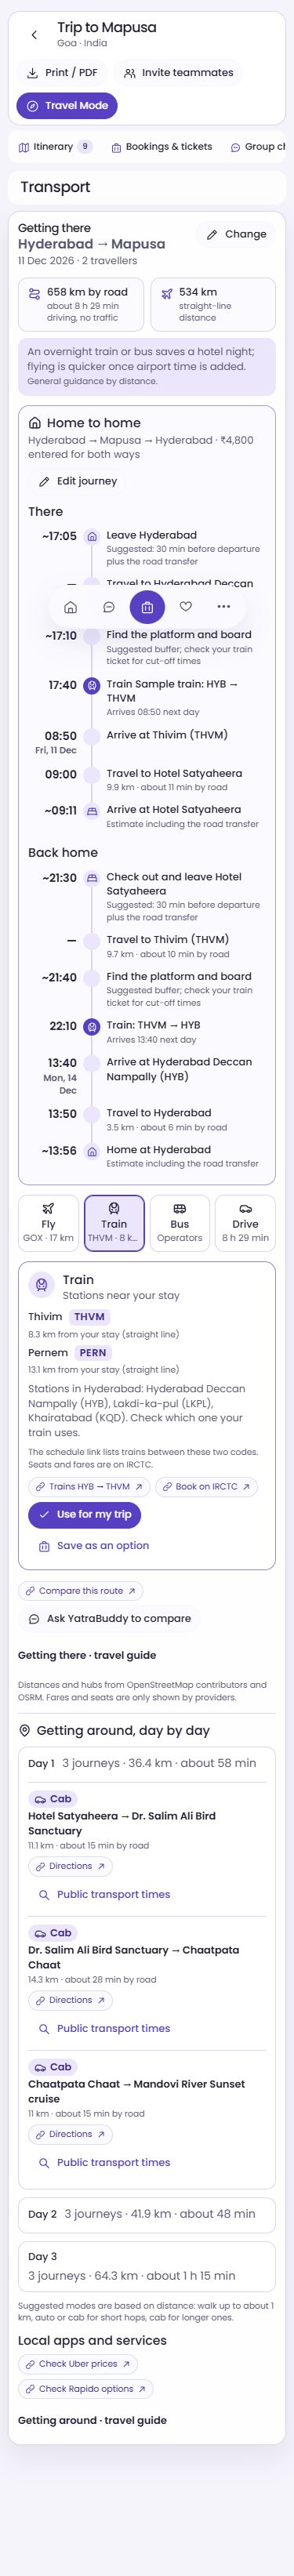 Trip to Mapusa
Goa · India
Print / PDF
Invite teammates
Travel Mode
Itinerary 9
Bookings & tickets
Group ch
Transport
Getting there
Hyderabad → Mapusa
Change
11 Dec 2026 · 2 travellers
658 km by road
about 8 h 29 min
driving, no traffic
534 km
straight-line
distance
An overnight train or bus saves a hotel night;
flying is quicker once airport time is added.
General guidance by distance.
Home to home
Hyderabad → Mapusa → Hyderabad · ₹4,800
entered for both ways
Edit journey
There
~17:05
Leave Hyderabad
Suggested: 30 min before departure
plus the road transfer
—
Travel to Hyderabad Deccan
~17:10
Find the platform and board
Suggested buffer; check your train
ticket for cut-off times
17:40
Train Sample train: HYB →
THVM
Arrives 08:50 next day
08:50
Fri, 11 Dec
Arrive at Thivim (THVM)
09:00
Travel to Hotel Satyaheera
9.9 km · about 11 min by road
~09:11
Arrive at Hotel Satyaheera
Estimate including the road transfer
Back home
~21:30
Check out and leave Hotel
Satyaheera
Suggested: 30 min before departure
plus the road transfer
—
Travel to Thivim (THVM)
9.7 km · about 10 min by road
~21:40
Find the platform and board
Suggested buffer; check your train
ticket for cut-off times
22:10
Train: THVM → HYB
Arrives 13:40 next day
13:40
Mon, 14
Dec
Arrive at Hyderabad Deccan
Nampally (HYB)
13:50
Travel to Hyderabad
3.5 km · about 6 min by road
~13:56
Home at Hyderabad
Estimate including the road transfer
Fly
GOX · 17 km
Train
THVM · 8 k...
Bus
Operators
Drive
8 h 29 min
Train
Stations near your stay
Thivim THVM
8.3 km from your stay (straight line)
Pernem PERN
13.1 km from your stay (straight line)
Stations in Hyderabad: Hyderabad Deccan
Nampally (HYB), Lakdi-ka-pul (LKPL),
Khairatabad (KQD). Check which one your
train uses.
The schedule link lists trains between these two codes.
Seats and fares are on IRCTC.
Trains HYB → THVM ↗
Book on IRCTC ↗
Use for my trip
Save as an option
Compare this route ↗
Ask YatraBuddy to compare
Getting there · travel guide
Distances and hubs from OpenStreetMap contributors and
OSRM. Fares and seats are only shown by providers.
Getting around, day by day
Day 1 3 journeys · 36.4 km · about 58 min
Cab
Hotel Satyaheera → Dr. Salim Ali Bird
Sanctuary
11.1 km · about 15 min by road
Directions ↗
Public transport times
Cab
Dr. Salim Ali Bird Sanctuary → Chaatpata
Chaat
14.3 km · about 28 min by road
Directions ↗
Public transport times
Cab
Chaatpata Chaat → Mandovi River Sunset
cruise
11 km · about 15 min by road
Directions ↗
Public transport times
Day 2 3 journeys · 41.9 km · about 48 min
Day 3
3 journeys · 64.3 km · about 1 h 15 min
Suggested modes are based on distance: walk up to about 1
km, auto or cab for short hops, cab for longer ones.
Local apps and services
Check Uber prices ↗
Check Rapido options ↗
Getting around · travel guide